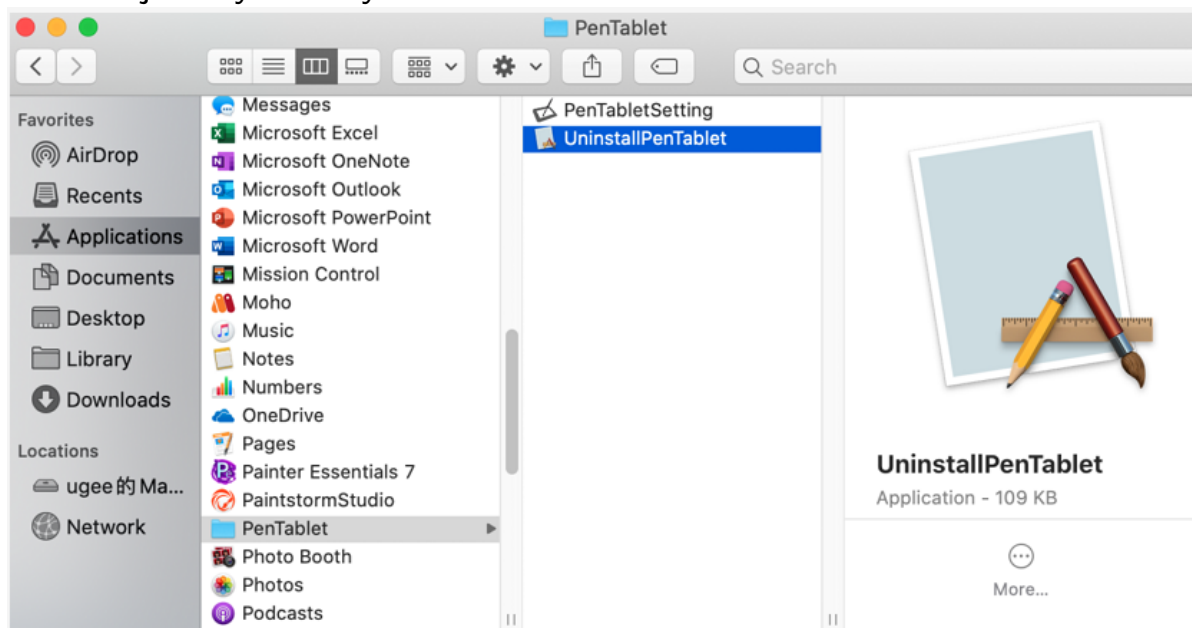 PenTablet
Search
Favorites
AirDrop
Recents
Applications
Documents
Desktop
Library
Downloads
Locations
ugee的 Ma...
Network
Messages
Microsoft Excel
Microsoft OneNote
Microsoft Outlook
Microsoft PowerPoint
Microsoft Word
Mission Control
Moho
Music
Notes
Numbers
OneDrive
Pages
Painter Essentials 7
PaintstormStudio
PenTablet
Photo Booth
Photos
Podcasts
PenTabletSetting
UninstallPenTablet
UninstallPenTablet
Application - 109 KB
More...